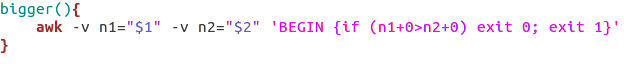 bigger(){
    awk -v n1="$1" -v n2="$2" 'BEGIN {if (n1+0>n2+0) exit 0; exit 1}'
}